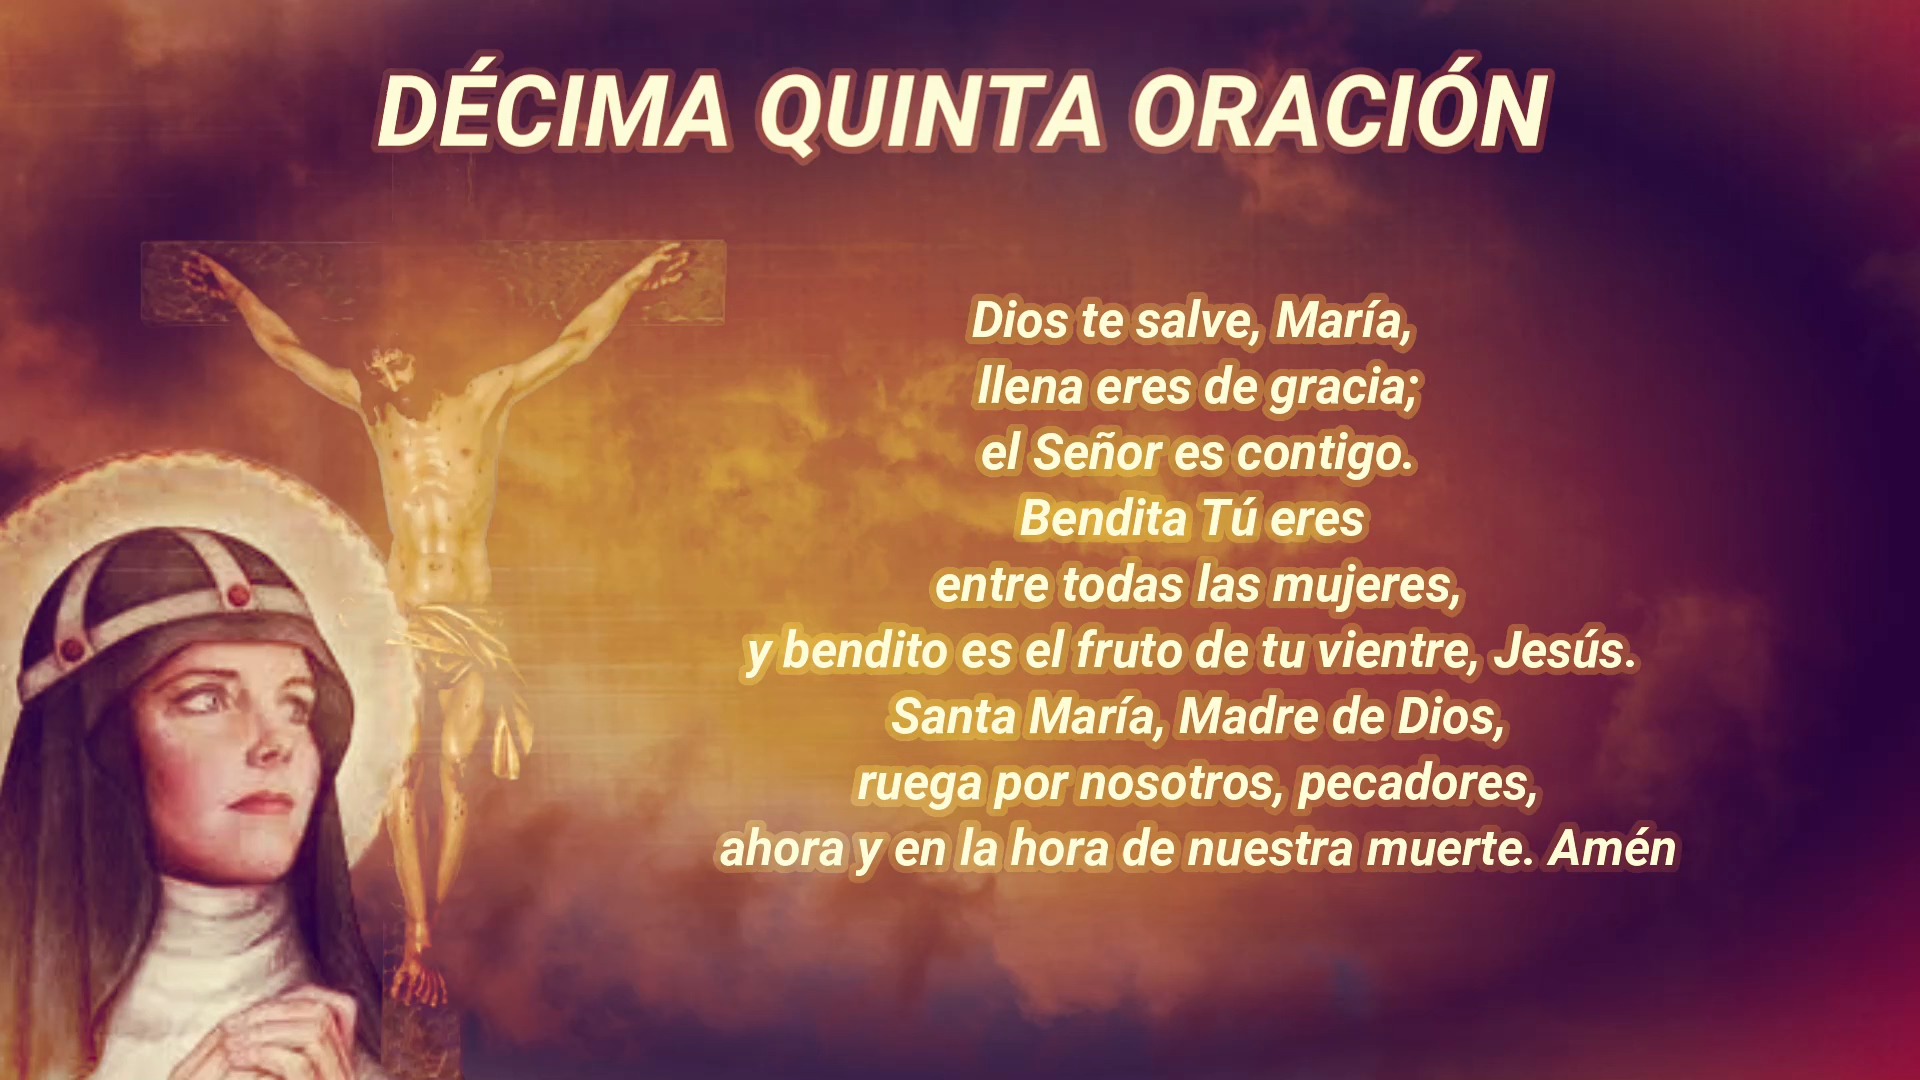 DÉCIMA QUINTA ORACIÓN
Dios te salve, María,
llena eres de gracia;
el Señor es contigo.
Bendita Tú eres
entre todas las mujeres,
y bendito es el fruto de tu vientre, Jesús.
Santa María, Madre de Dios,
ruega por nosotros, pecadores,
ahora y en la hora de nuestra muerte. Amén